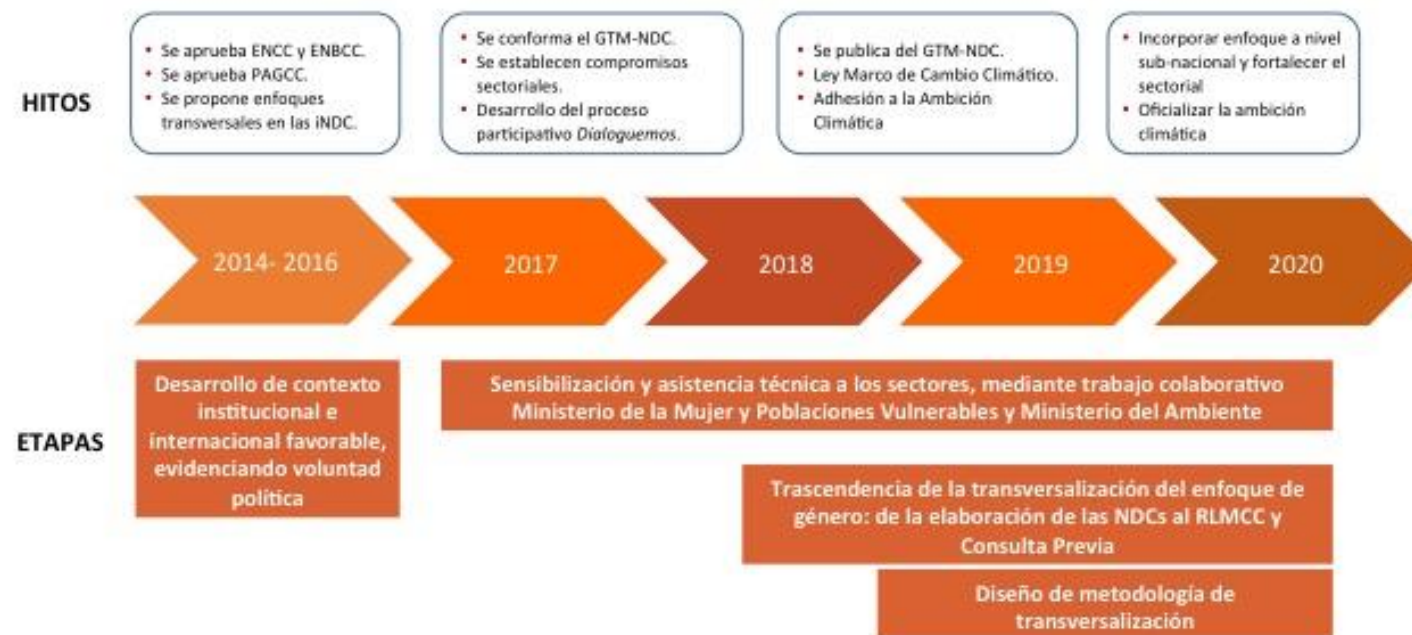 HITOS
• Se aprueba ENCC y ENBCC.
• Se aprueba PAGCC.
• Se propone enfoques
transversales en las iNDC.
• Se conforma el GTM-NDC.
• Se establecen compromisos
sectoriales.
• Desarrollo del proceso
participativo Dialoguemos.
• Se publica del GTM-NDC.
• Ley Marco de Cambio Climático.
• Adhesión a la Ambición
Climática
• Incorporar enfoque a nivel
sub-nacional y fortalecer el
sectorial
• Oficializar la ambición
climática
2014- 2016
2017
2018
2019
2020
ETAPAS
Desarrollo de contexto
institucional e
internacional favorable,
evidenciando voluntad
política
Sensibilización y asistencia técnica a los sectores, mediante trabajo colaborativo
Ministerio de la Mujer y Poblaciones Vulnerables y Ministerio del Ambiente
Trascendencia de la transversalización del enfoque de
género: de la elaboración de las NDCs al RLMCC y
Consulta Previa
Diseño de metodología de
transversalización